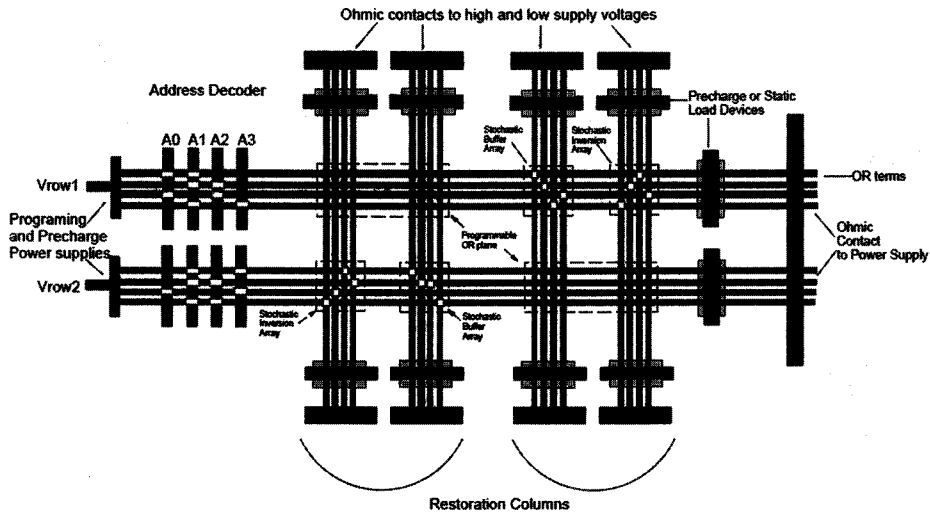 Ohmic contacts to high and low supply voltages
Address Decoder
Precharge or Static
Load Devices
Stochastic
Buffer
Array
Stochastic
Inversion
Array
A0 A1 A2 A3
Vrow1
OR terms
Programing
and Precharge
Power supplies
Programmable
OR plane
Ohmic
Contact
to Power Supply
Vrow2
Stochastic
Inversion
Array
Stochastic
Buffer
Array
Restoration Columns